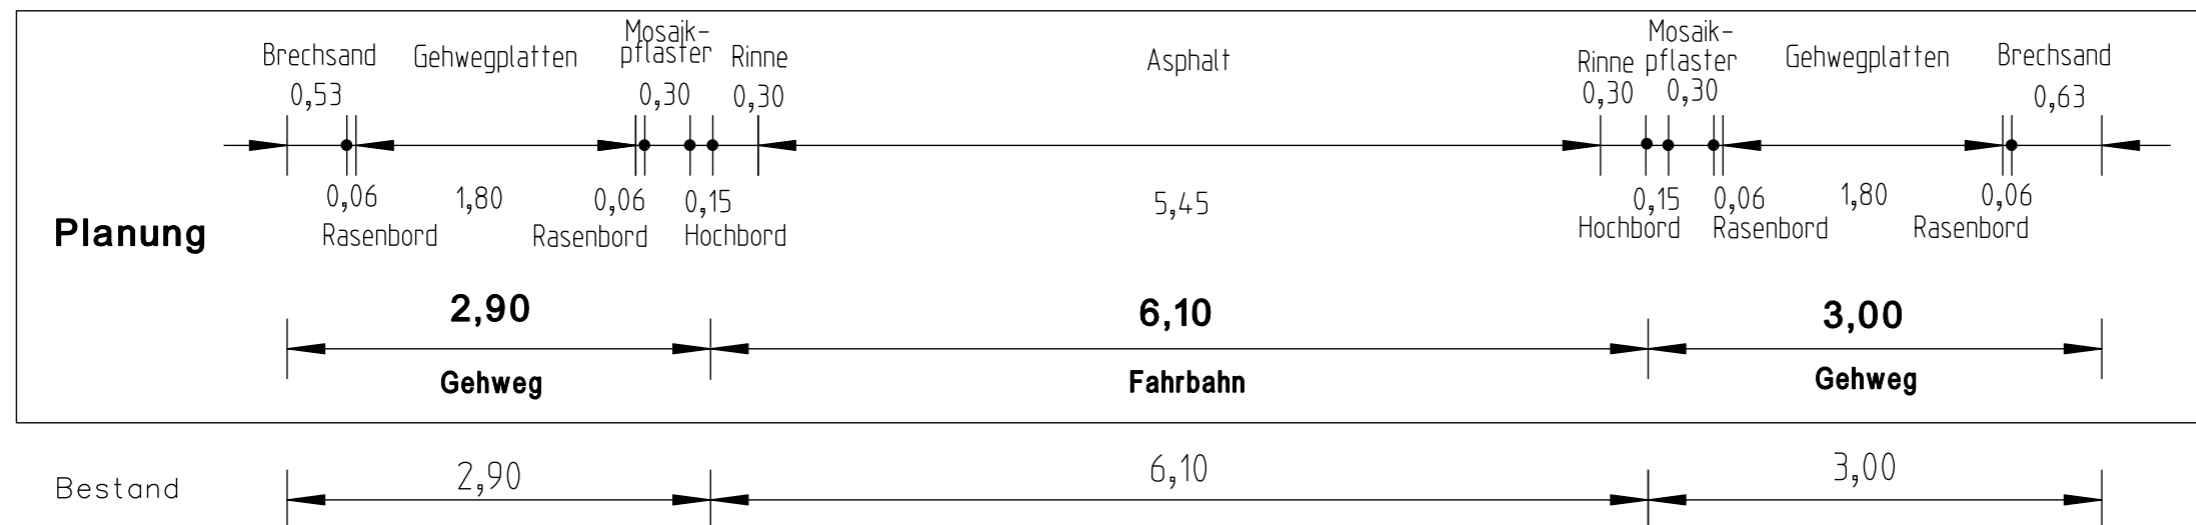 Brechsand Gehwegplatten Mosaik-
pflaster Rinne Asphalt Rinne Mosaik-
pflaster Gehwegplatten Brechsand
0,53 0,30 0,30 0,30 0,30 0,63
0,06 1,80 0,06 0,15 5,45 0,15 0,06 1,80 0,06
Rasenbord Rasenbord Hochbord Hochbord Rasenbord Rasenbord
Planung
2,90 6,10 3,00
Gehweg Fahrbahn Gehweg
Bestand 2,90 6,10 3,00